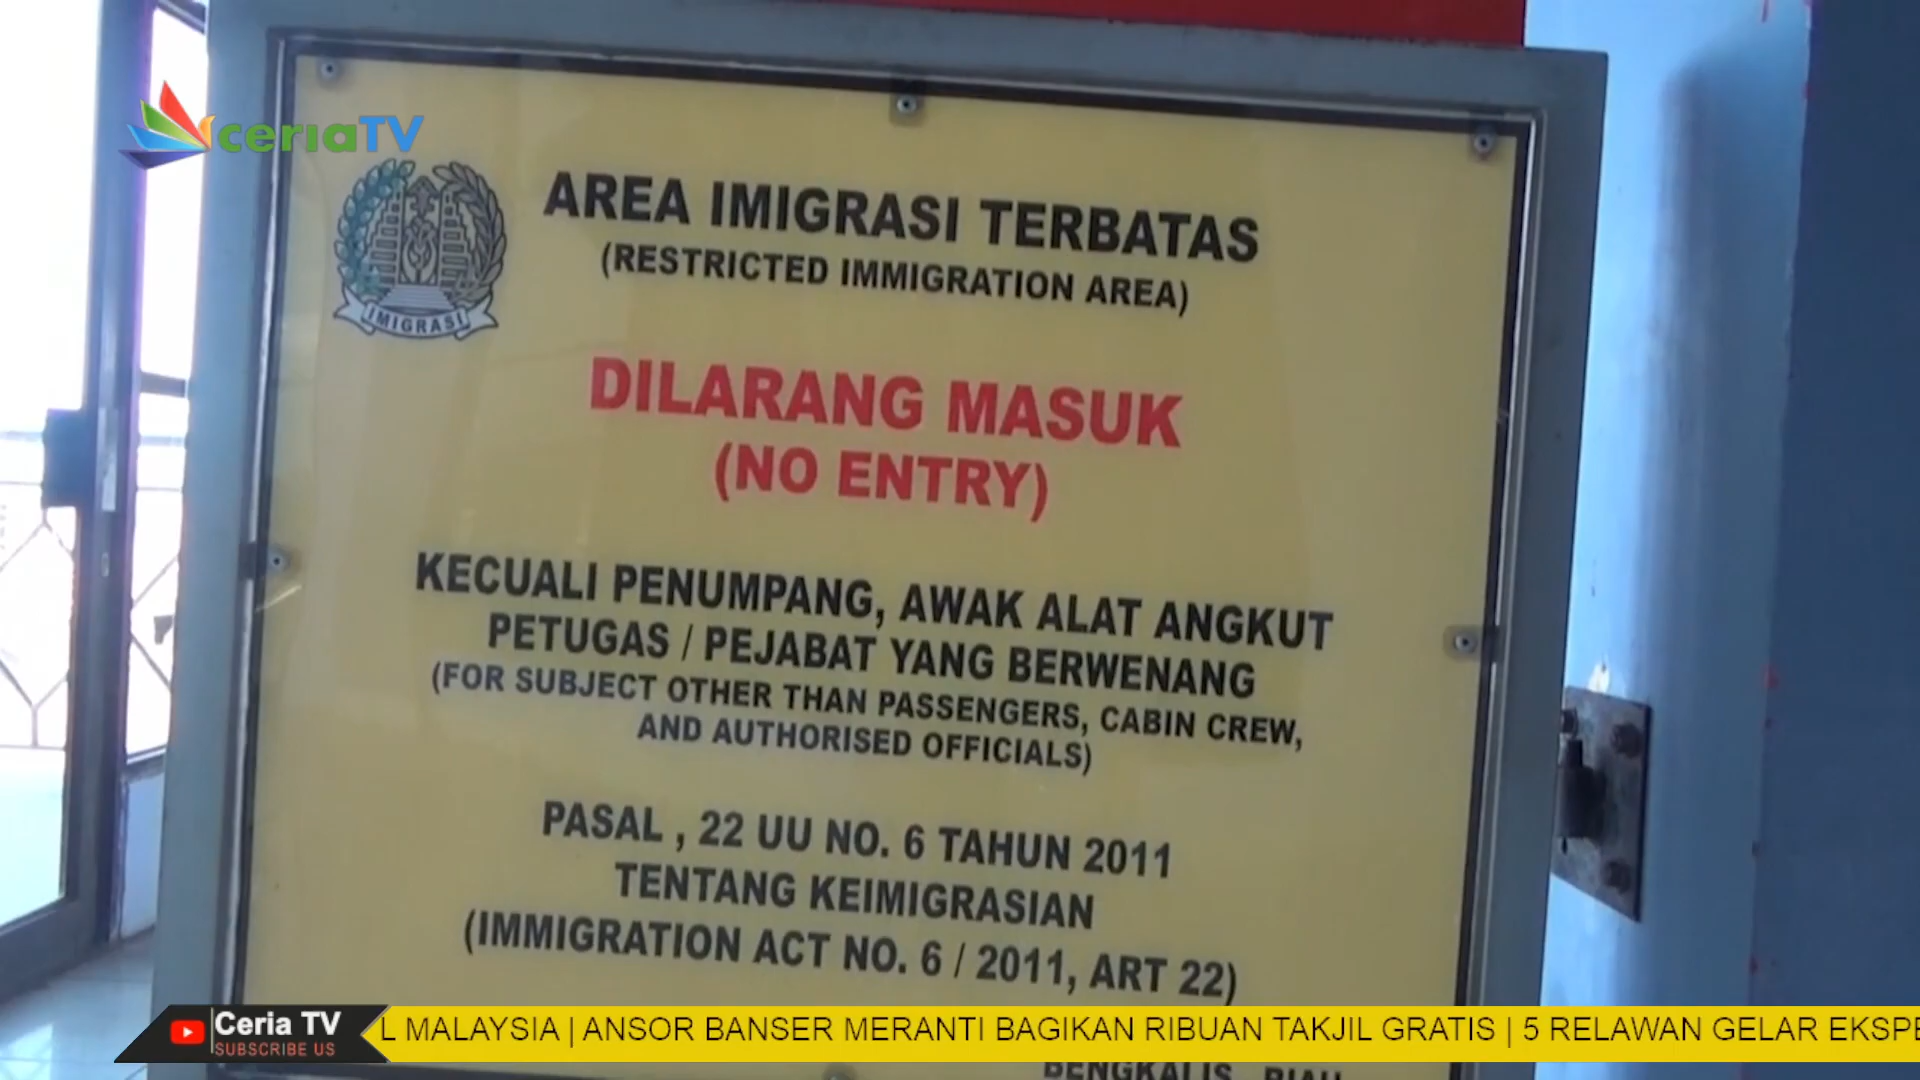 ceriaTV
AREA IMIGRASI TERBATAS
(RESTRICTED IMMIGRATION AREA)
IMIGRASI
DILARANG MASUK
(NO ENTRY)
KECUALI PENUMPANG, AWAK ALAT ANGKUT
PETUGAS / PEJABAT YANG BERWENANG
(FOR SUBJECT OTHER THAN PASSENGERS, CABIN CREW,
AND AUTHORISED OFFICIALS)
PASAL , 22 UU NO. 6 TAHUN 2011
TENTANG KEIMIGRASIAN
(IMMIGRATION ACT NO. 6 / 2011, ART 22)
Ceria TV
SUBSCRIBE US
L MALAYSIA | ANSOR BANSER MERANTI BAGIKAN RIBUAN TAKJIL GRATIS | 5 RELAWAN GELAR EKSPE
BENGKALIS RIAU